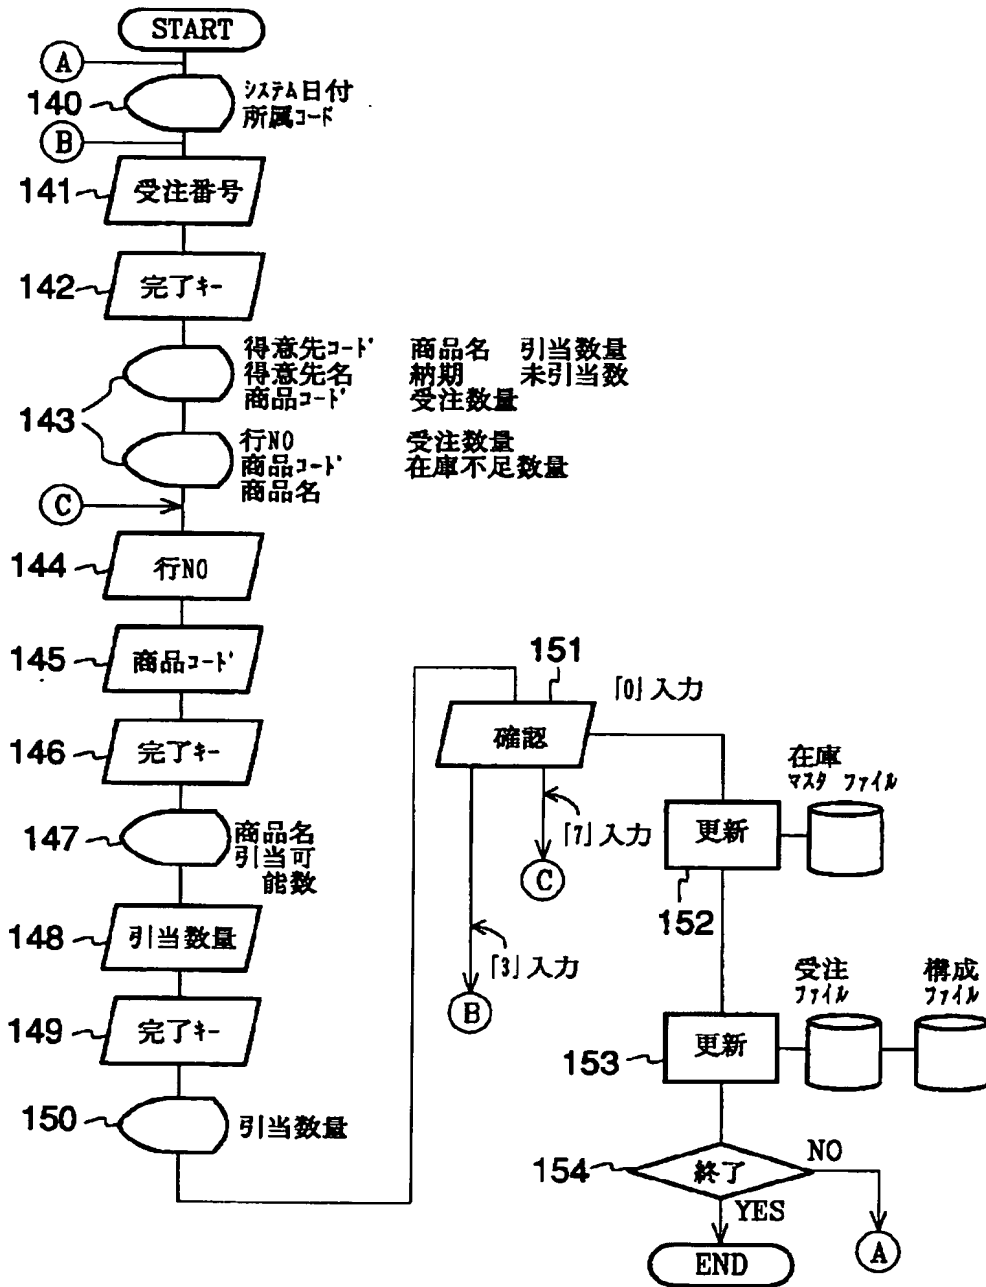 START
A
140
システム日付
所属コード
B
141
受注番号
142
完了キー
143
得意先コード 商品名 引当数量
得意先名 納期 未引当数
商品コード 受注数量
行NO 受注数量
商品コード 在庫不足数量
商品名
C
144
行NO
145
商品コード
146
完了キー
147
商品名
引当可
能数
148
引当数量
149
完了キー
150
引当数量
151
確認
「0」入力
「7」入力
C
「3」入力
B
在庫
マスタ ファイル
更新
152
受注
ファイル
構成
ファイル
更新
153
154
終了
NO
YES
A
END